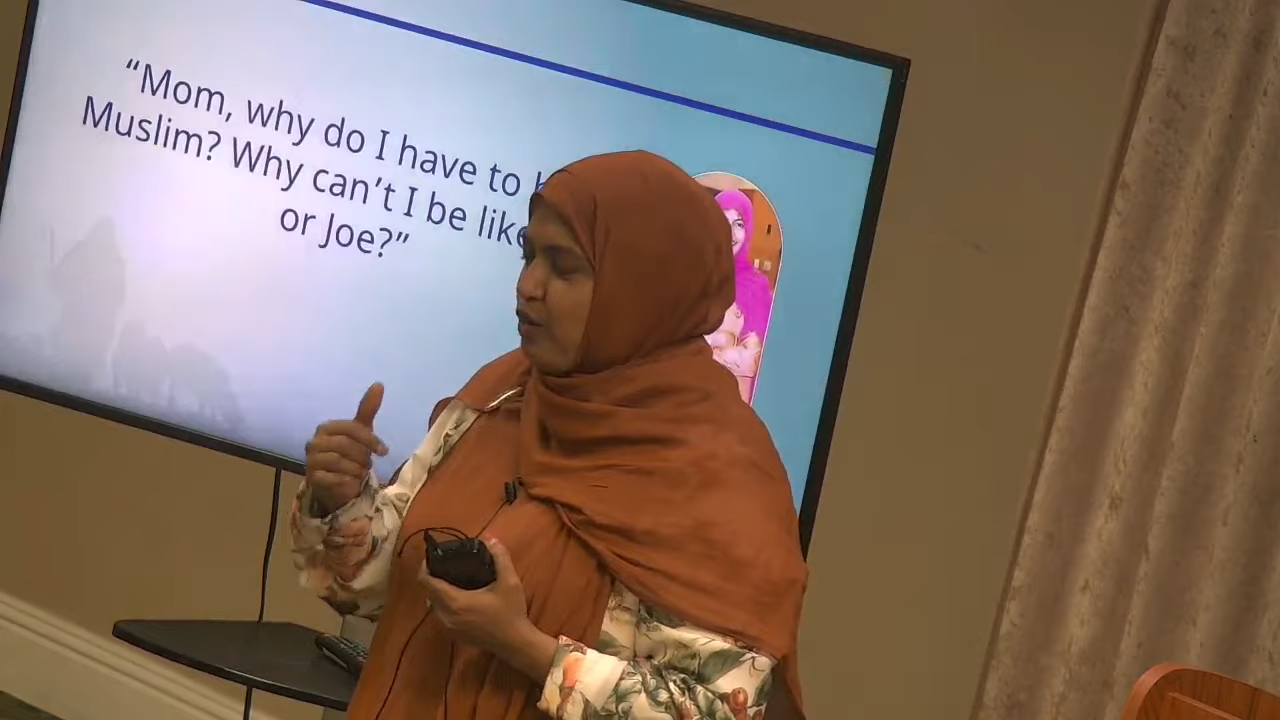 “Mom, why do I have to
Muslim? Why can’t I be like
or Joe?”